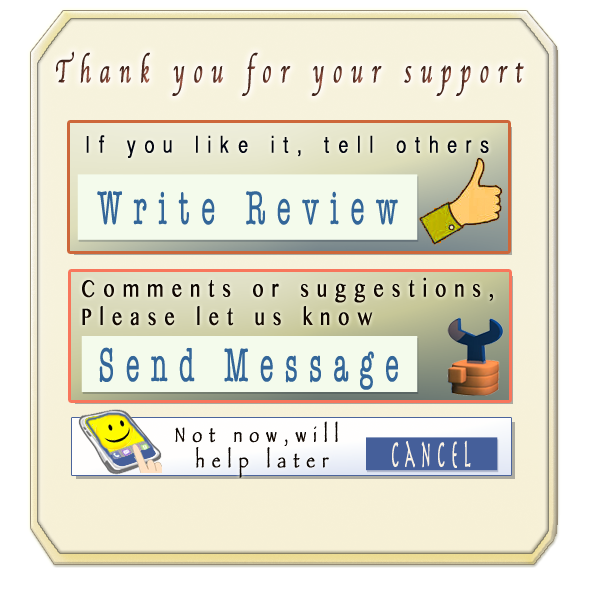 Thank you for your support
If you like it, tell others
Write Review
Comments or suggestions,
Please let us know
Send Message
Not now,will
help later
CANCEL